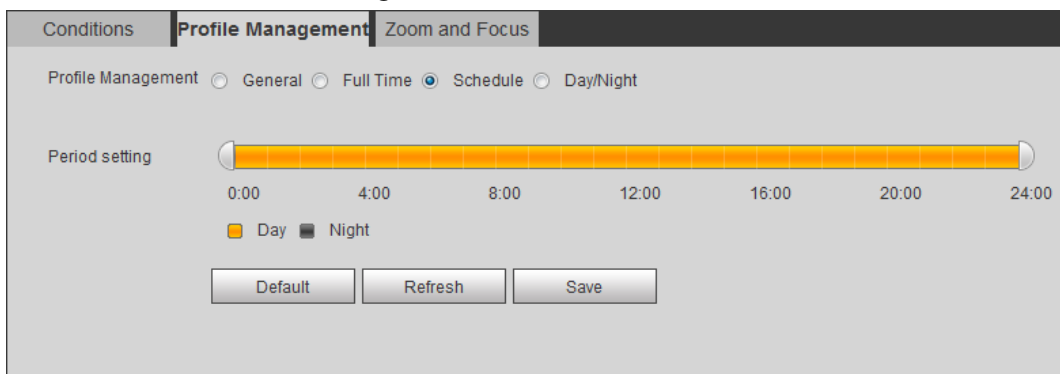 Conditions Profile Management Zoom and Focus
Profile Management General Full Time Schedule Day/Night
Period setting
0:00 4:00 8:00 12:00 16:00 20:00 24:00
Day Night
Default Refresh Save